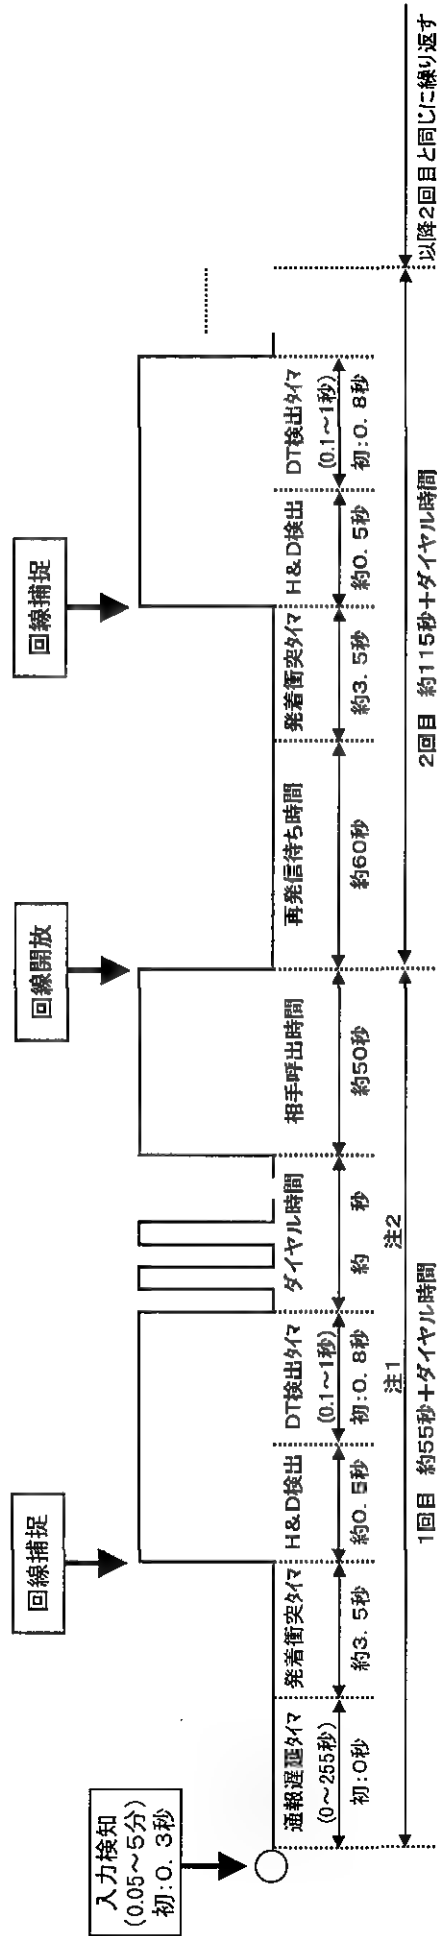 入力検知
(0.05～5分)
初:0.3秒
回線捕捉
回線開放
回線捕捉
通報遅延タイマ
(0～255秒)
初:0秒
発着衝突タイマ
約3.5秒
H&D検出
約0.5秒
DT検出タイマ
(0.1～1秒)
初:0.8秒
ダイヤル時間
約　秒
相手呼出時間
約50秒
再発信待ち時間
約60秒
発着衝突タイマ
約3.5秒
H&D検出
約0.5秒
DT検出タイマ
(0.1～1秒)
初:0.8秒
注1
注2
1回目 約55秒+ダイヤル時間
2回目 約115秒+ダイヤル時間
以降2回目と同じに繰り返す